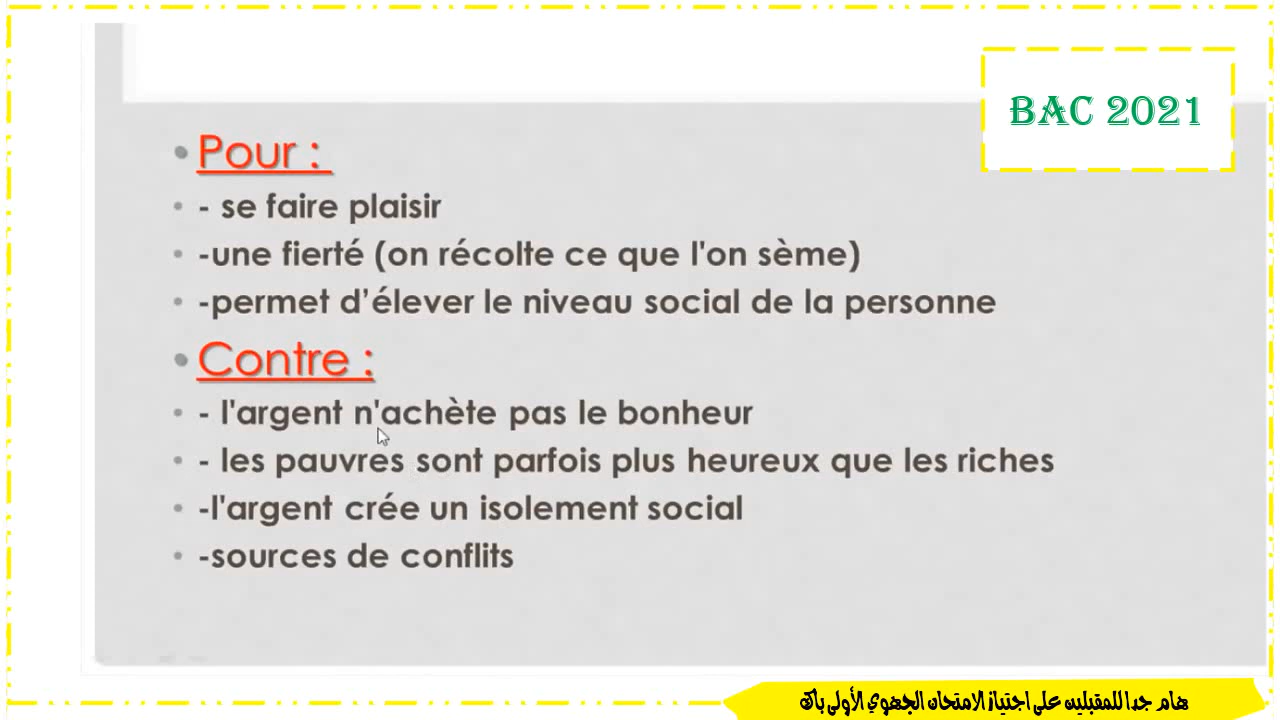 BAC 2021
• Pour :
• - se faire plaisir
• -une fierté (on récolte ce que l'on sème)
• -permet d’élever le niveau social de la personne
• Contre :
• - l'argent n'achète pas le bonheur
• - les pauvres sont parfois plus heureux que les riches
• -l'argent crée un isolement social
• -sources de conflits
هام جدا للمقبلين على اجتياز الامتحان الجهوي الأولى باك